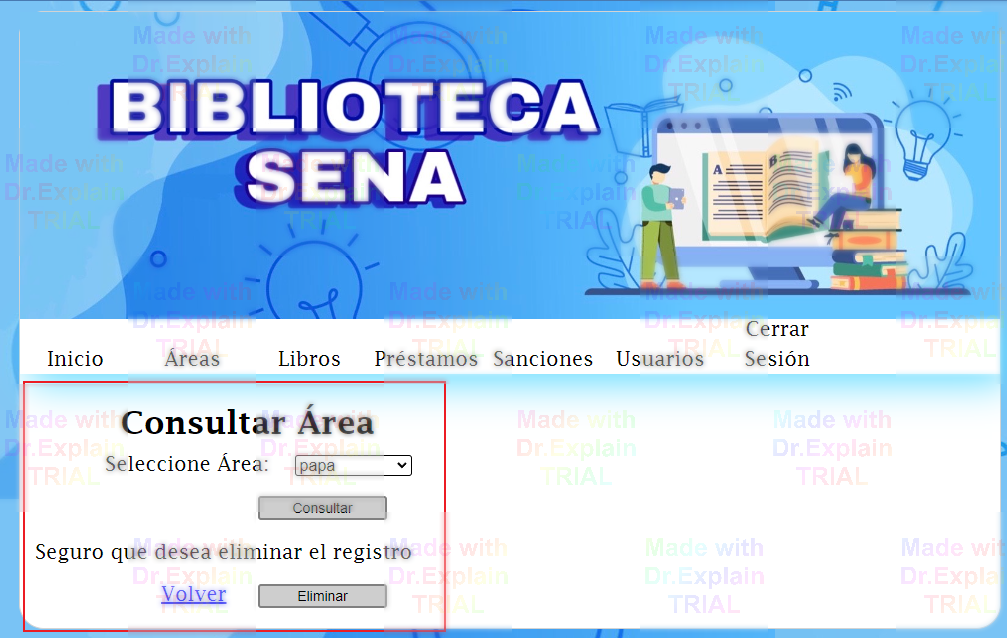 BIBLIOTECA
SENA
A
B
Inicio
Áreas
Libros
Préstamos
Sanciones
Usuarios
Cerrar
Sesión
Consultar Área
Seleccione Área:
papa
Consultar
Seguro que desea eliminar el registro
Volver
Eliminar
Made with
Dr.Explain
TRIAL